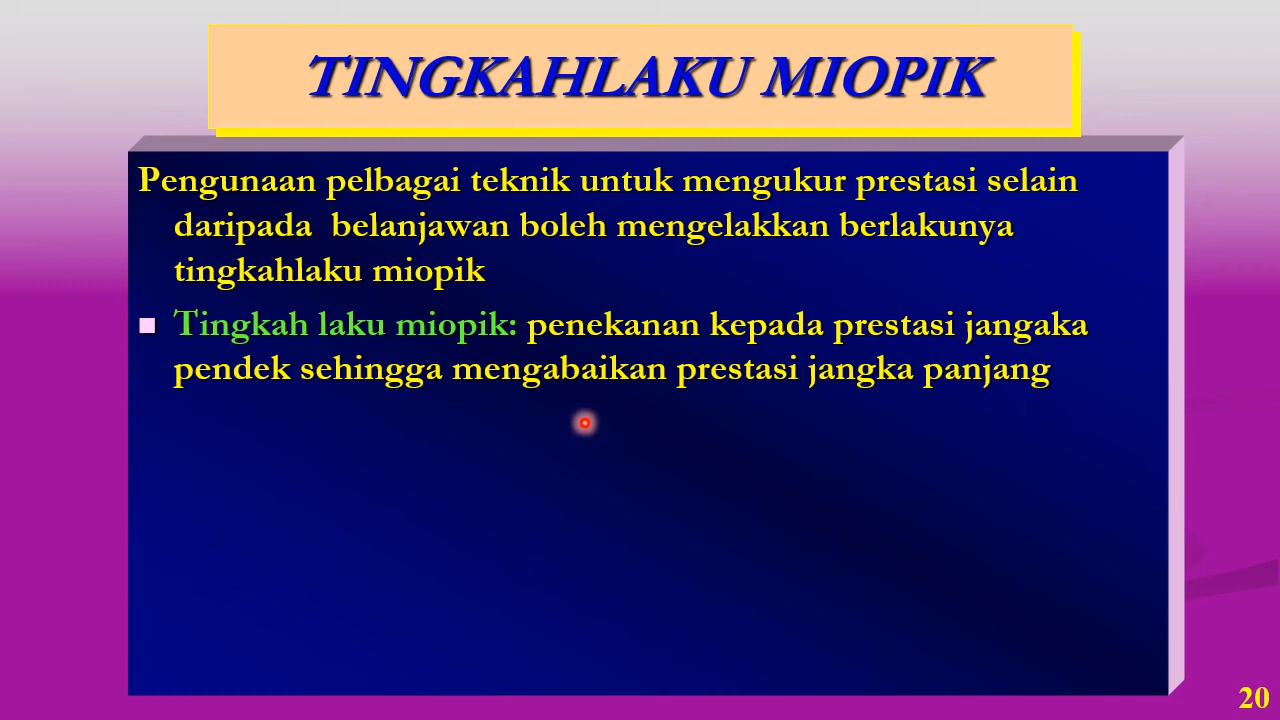 TINGKAHLAKU MIOPIK
Pengunaan pelbagai teknik untuk mengukur prestasi selain
daripada belanjawan boleh mengelakkan berlakunya
tingkahlaku miopik
Tingkah laku miopik: penekanan kepada prestasi jangaka
pendek sehingga mengabaikan prestasi jangka panjang
20